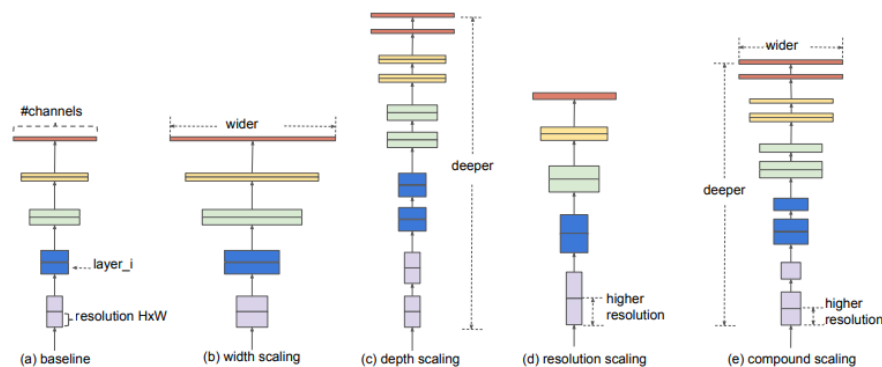 #channels
layer_i
resolution HxW
(a) baseline
wider
(b) width scaling
deeper
(c) depth scaling
higher
resolution
(d) resolution scaling
wider
deeper
higher
resolution
(e) compound scaling